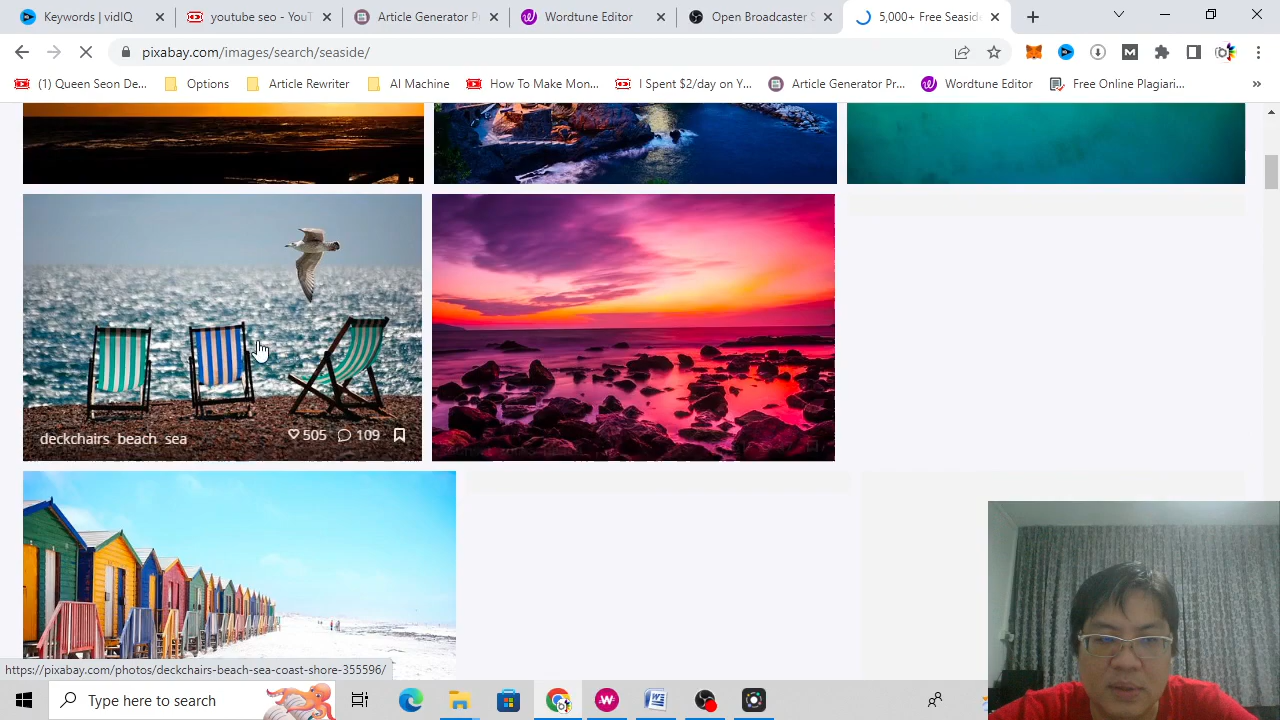 Keywords | vidIQ
youtube seo - YouT
Article Generator P
Wordtune Editor
Open Broadcaster S
5,000+ Free Seasid
pixabay.com/images/search/seaside/
(1) Queen Seon De...
Options
Article Rewriter
AI Machine
How To Make Mon...
I Spent $2/day on Y...
Article Generator Pr...
Wordtune Editor
Free Online Plagiari...
deckchairs beach sea
505
109
https://pixabay.com/photos/deckchairs-beach-sea-coast-shore-355596/
Type here to search